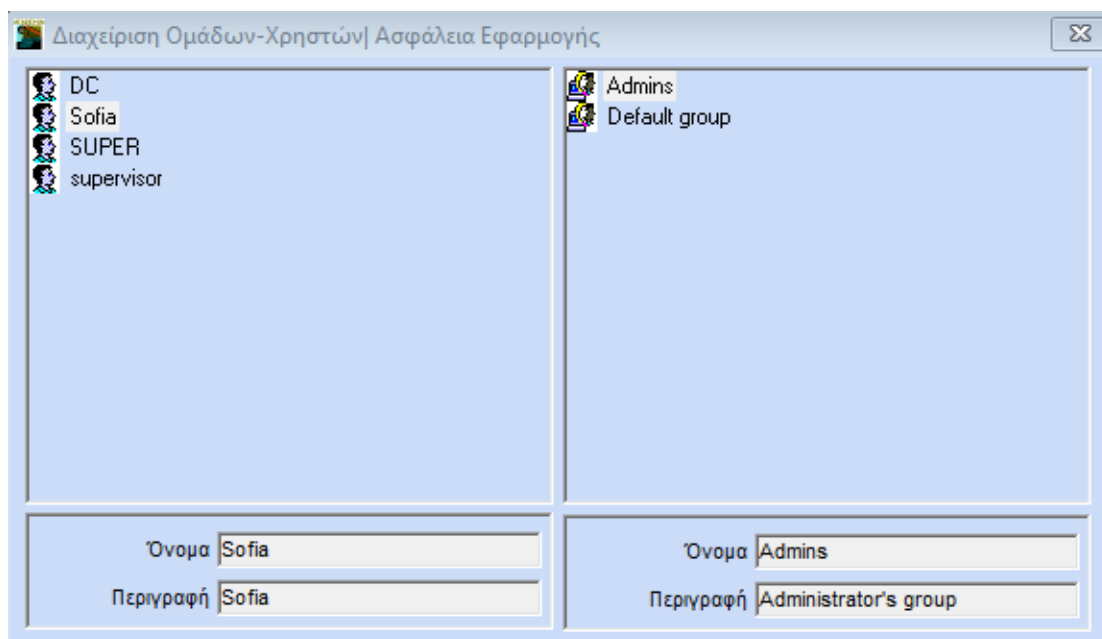 Διαχείριση Ομάδων-Χρηστών| Ασφάλεια Εφαρμογής
DC
Sofia
SUPER
supervisor
Admins
Default group
Όνομα Sofia
Περιγραφή Sofia
Όνομα Admins
Περιγραφή Administrator's group